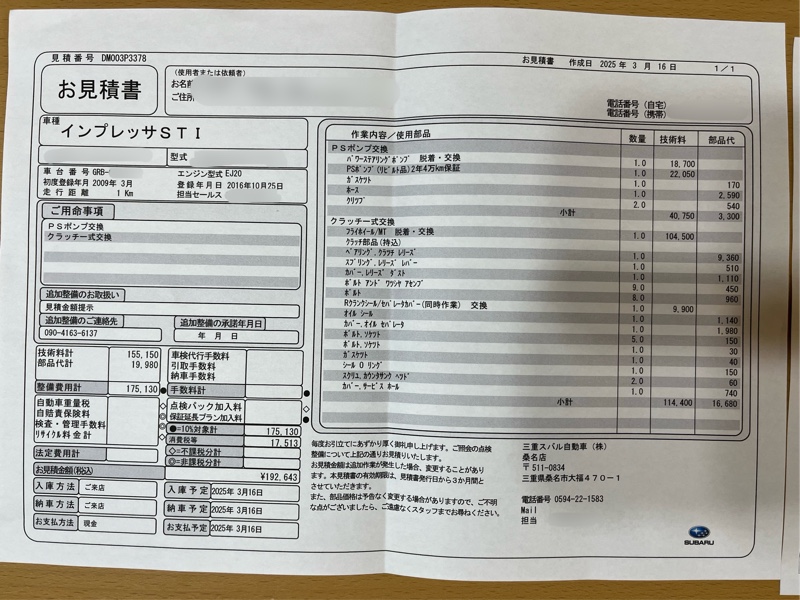 見積番号 DM003P3378
お見積書 作成日 2025年 3月 16日 1/1
お見積書
(使用者または依頼者)
お名前
ご住所
電話番号(自宅)
電話番号(携帯)
車種
インプレッサSTI
型式
車台番号 GRB-
エンジン型式 EJ20
初度登録年月 2009年 3月
登録年月日 2016年10月25日
走行距離 1 Km
担当セールス
ご用命事項
PSポンプ交換
クラッチ一式交換
追加整備のお取扱い
見積金額提示
追加整備のご連絡先
090-4163-6137
追加整備の承諾年月日
年 月 日
技術料計 155,150
部品代計 19,980
整備費用計 175,130
車検代行手数料
引取手数料
納車手数料
手数料計
自動車重量税
自賠責保険料
検査・管理手数料
リサイクル料金計
法定費用計
点検パック加入料
保証延長プラン加入料
●=10%対象計 175,130
消費税等 17,513
◇=不課税分計
◎=非課税分計
お見積金額(税込) ¥192,643
入庫方法 ご来店 入庫予定 2025年 3月16日
納車方法 ご来店 納車予定 2025年 3月16日
お支払方法 現金 お支払予定 2025年 3月16日
作業内容/使用部品 数量 技術料 部品代
PSポンプ交換
パワーステアリングポンプ 脱着・交換 1.0 18,700
PSポンプ(リビルト品)2年4万km保証 1.0 22,050
ガスケット 1.0 170
ホース 1.0 2,590
クリップ 2.0 540
小計 40,750 3,300
クラッチ一式交換
フライホイール/MT 脱着・交換 1.0 104,500
クラッチ部品(持込)
ベアリング,クラッチ レリーズ 1.0 9,360
スプリング,レリーズ レバー 1.0 510
カバー,レリーズ ダスト 1.0 1,110
ボルト アンド ワッシャ アセンブ 9.0 450
ボルト 8.0 960
Rクランクシール/セパレータカバー(同時作業) 交換 1.0 9,900
オイル シール 1.0 1,140
カバー,オイル セパレータ 1.0 1,980
ボルト,ソケット 5.0 150
ボルト,ソケット 1.0 30
ガスケット 1.0 40
シール O リング 1.0 150
スクリュ,カウンタサンク ヘッド 2.0 60
カバー,サービス ホール 1.0 740
小計 114,400 16,680
毎度お引立てにあずかり厚く御礼申し上げます。ご照会の点検
整備について上記の通りお見積りいたします。
お見積金額は追加作業が発生した場合、変更することがあり
ます。本見積書の有効期限は、見積書発行日から3か月間と
させていただきます。
また、部品価格は予告なく変更する場合がありますので、ご不明
な点がございましたら、ご遠慮なくスタッフまでお尋ねください。
三重スバル自動車(株)
桑名店
〒511-0834
三重県桑名市大福470-1
電話番号 0594-22-1583
Mail
担当
SUBARU